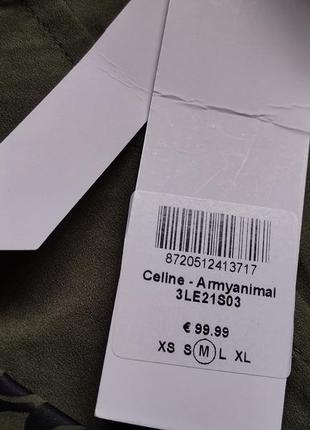 8720512413717
Celine - Armyanimal
3LE21S03
€ 99.99
XS S M L XL